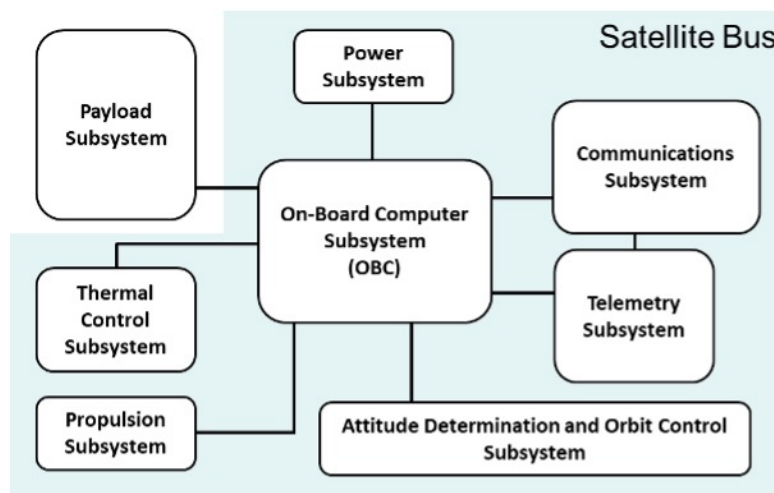 Satellite Bus
Payload
Subsystem
Power
Subsystem
Communications
Subsystem
On-Board Computer
Subsystem
(OBC)
Thermal
Control
Subsystem
Telemetry
Subsystem
Propulsion
Subsystem
Attitude Determination and Orbit Control
Subsystem